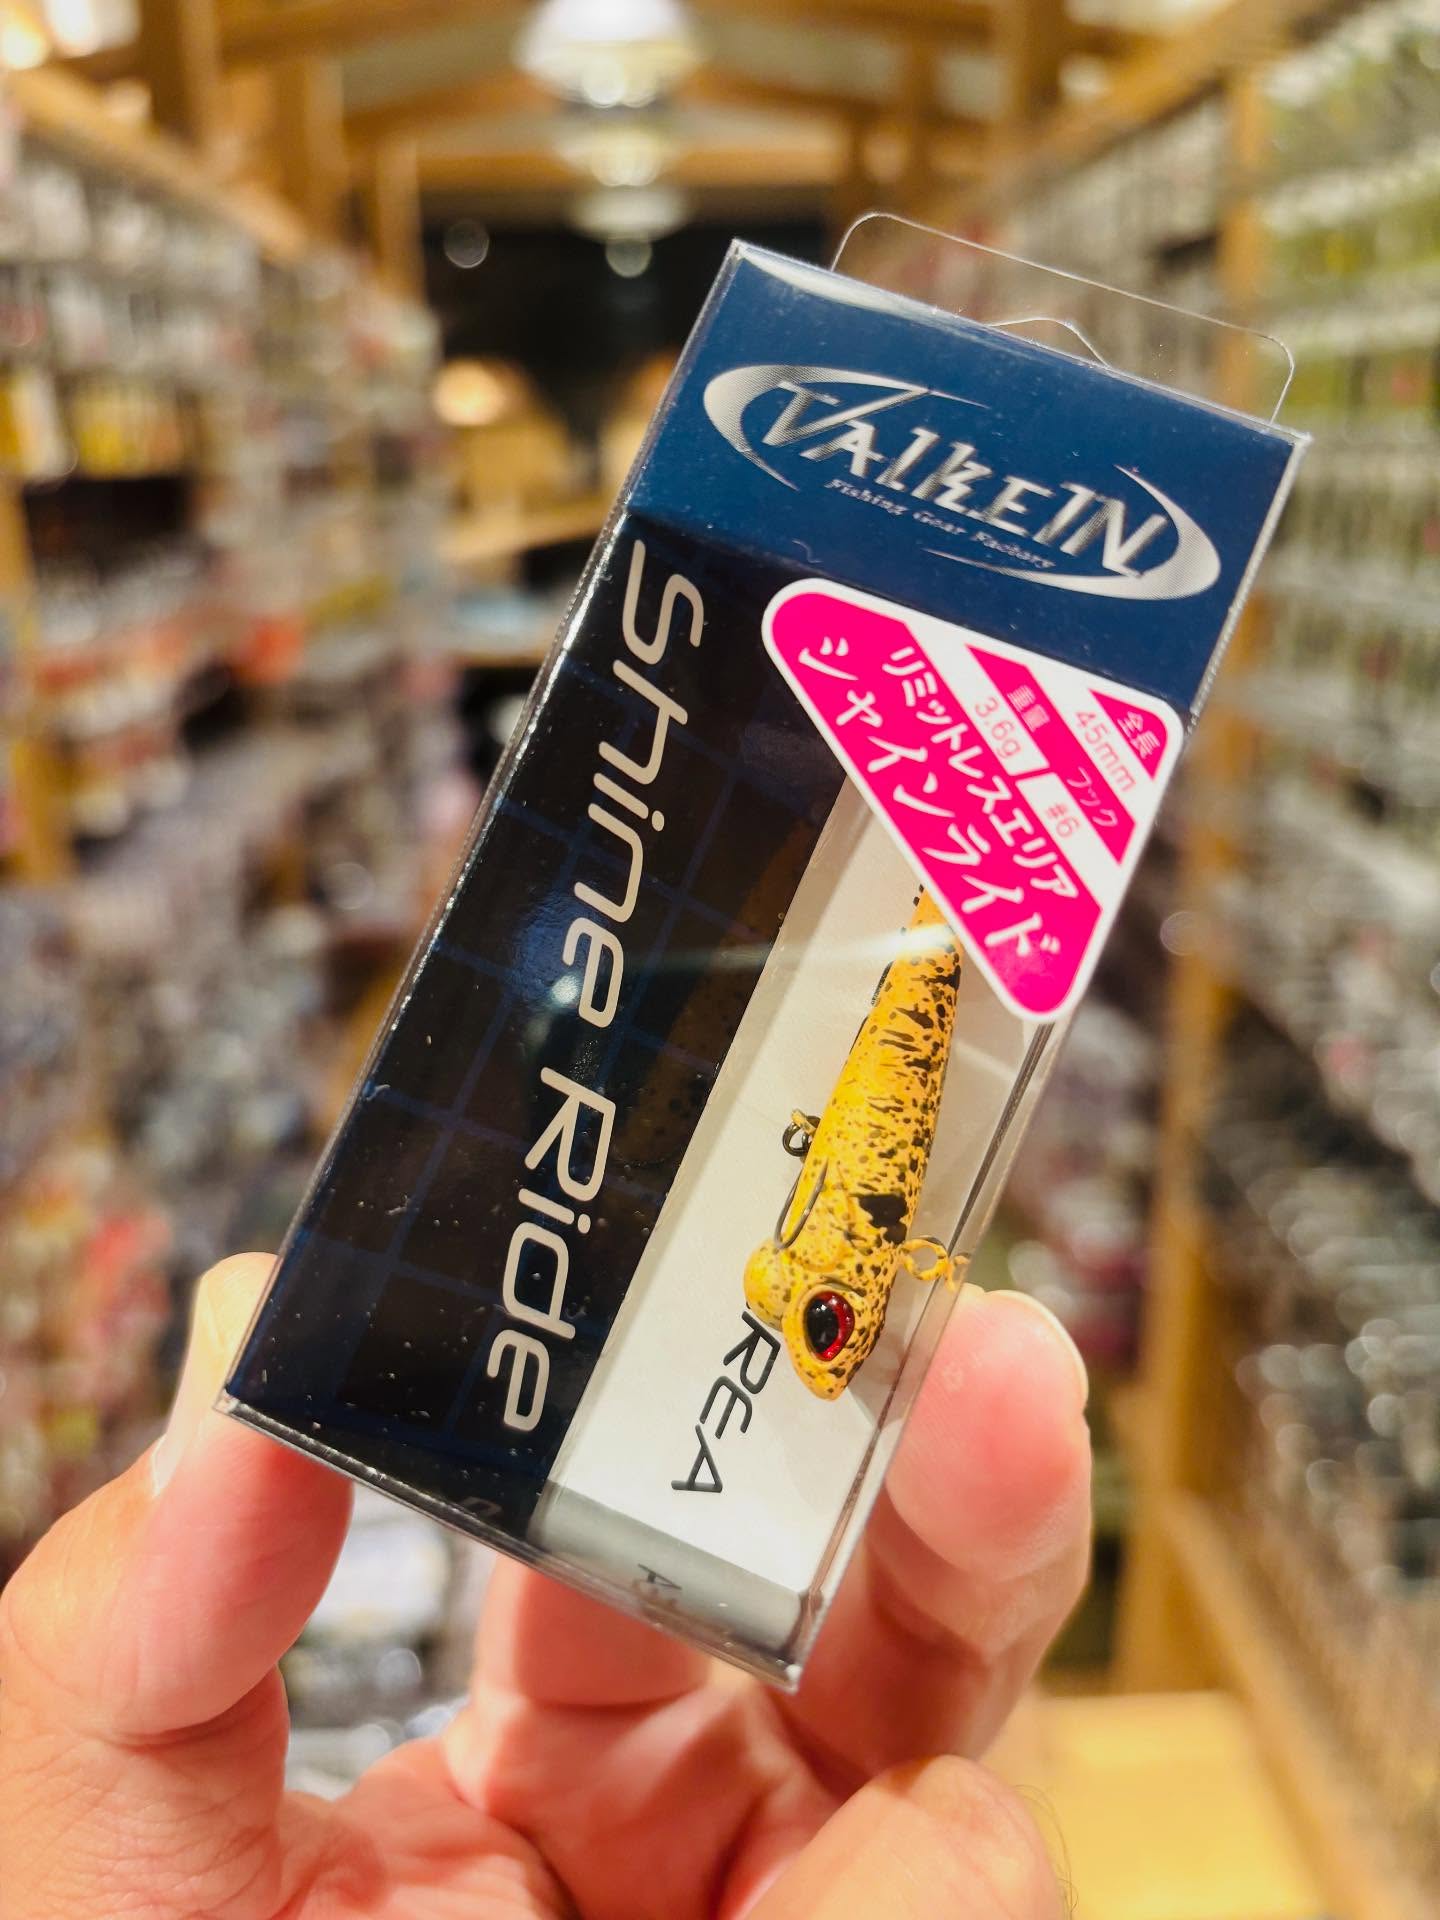 VALKEIN
Fishing Gear Factory
Shine Ride
リミットレスエリア
シャインライド
全長
45mm
重量
3.6g
フック
#6
REA